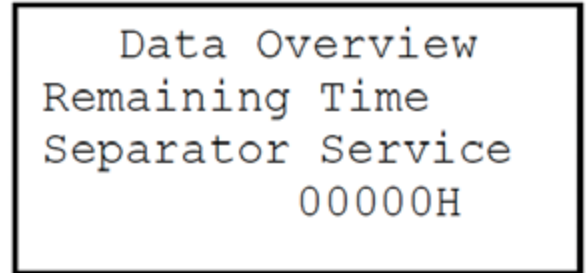 Data Overview
Remaining Time
Separator Service
00000H